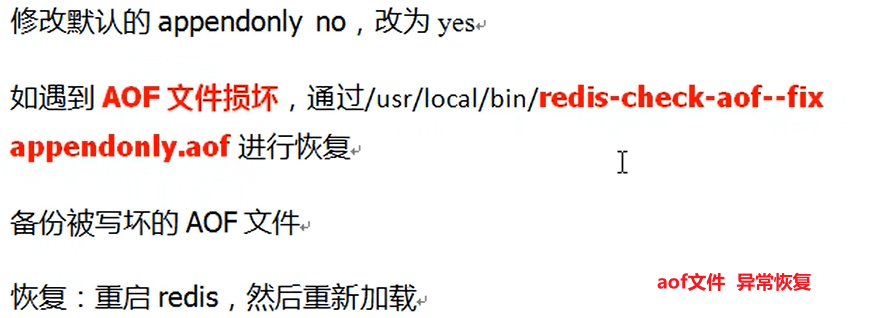 修改默认的 appendonly no，改为 yes
如遇到 AOF 文件损坏，通过/usr/local/bin/redis-check-aof--fix
appendonly.aof 进行恢复
备份被写坏的 AOF 文件
aof文件 异常恢复
恢复：重启 redis，然后重新加载